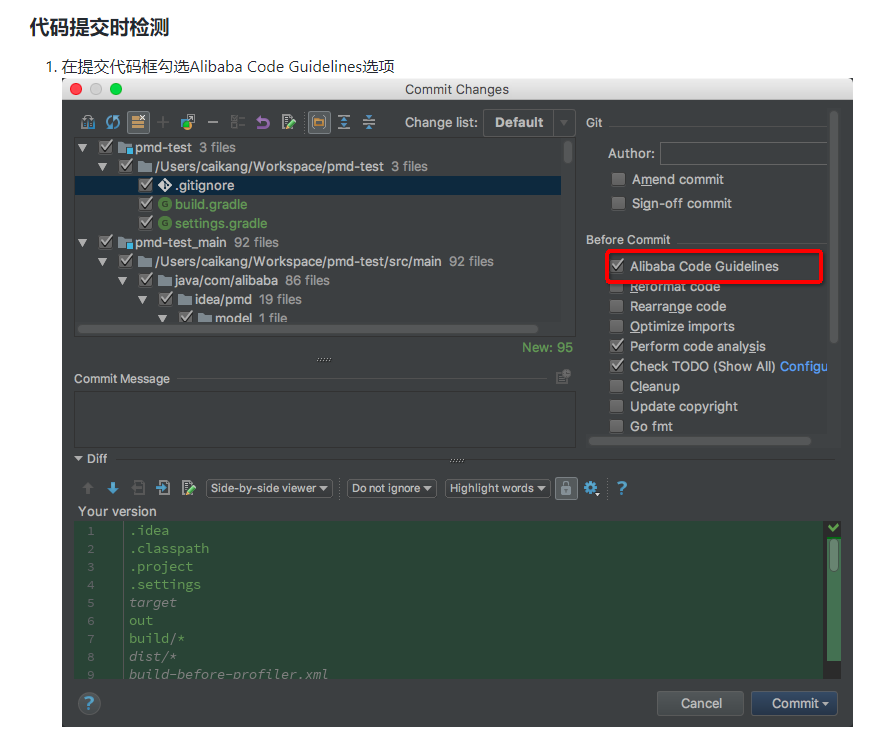 代码提交时检测
1. 在提交代码框勾选Alibaba Code Guidelines选项
Commit Changes
Change list: Default
pmd-test 3 files
/Users/caikang/Workspace/pmd-test 3 files
.gitignore
build.gradle
settings.gradle
pmd-test_main 92 files
/Users/caikang/Workspace/pmd-test/src/main 92 files
java/com/alibaba 86 files
idea/pmd 19 files
model 1 file
New: 95
Commit Message
Git
Author:
Amend commit
Sign-off commit
Before Commit
Alibaba Code Guidelines
Reformat code
Rearrange code
Optimize imports
Perform code analysis
Check TODO (Show All) Configu
Cleanup
Update copyright
Go fmt
Diff
Side-by-side viewer Do not ignore Highlight words ?
Your version
1 .idea
2 .classpath
3 .project
4 .settings
5 target
6 out
7 build/*
8 dist/*
9 build-before-profiler.xml
? Cancel Commit